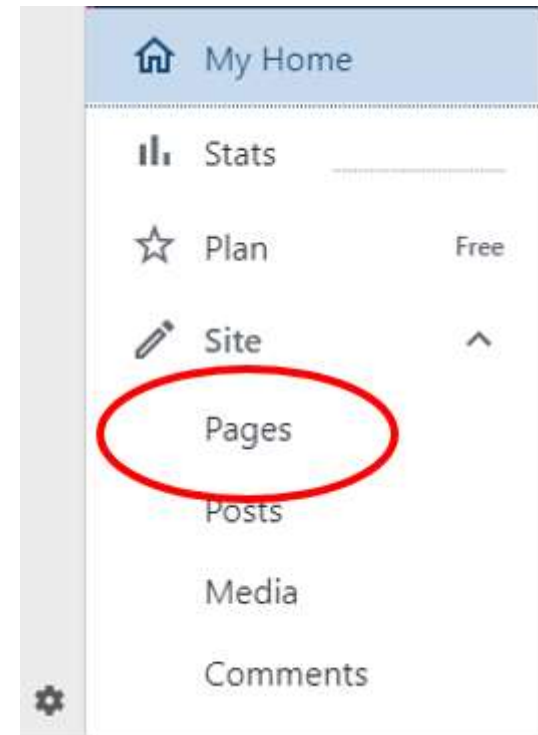 My Home
Stats
Plan Free
Site
Pages
Posts
Media
Comments